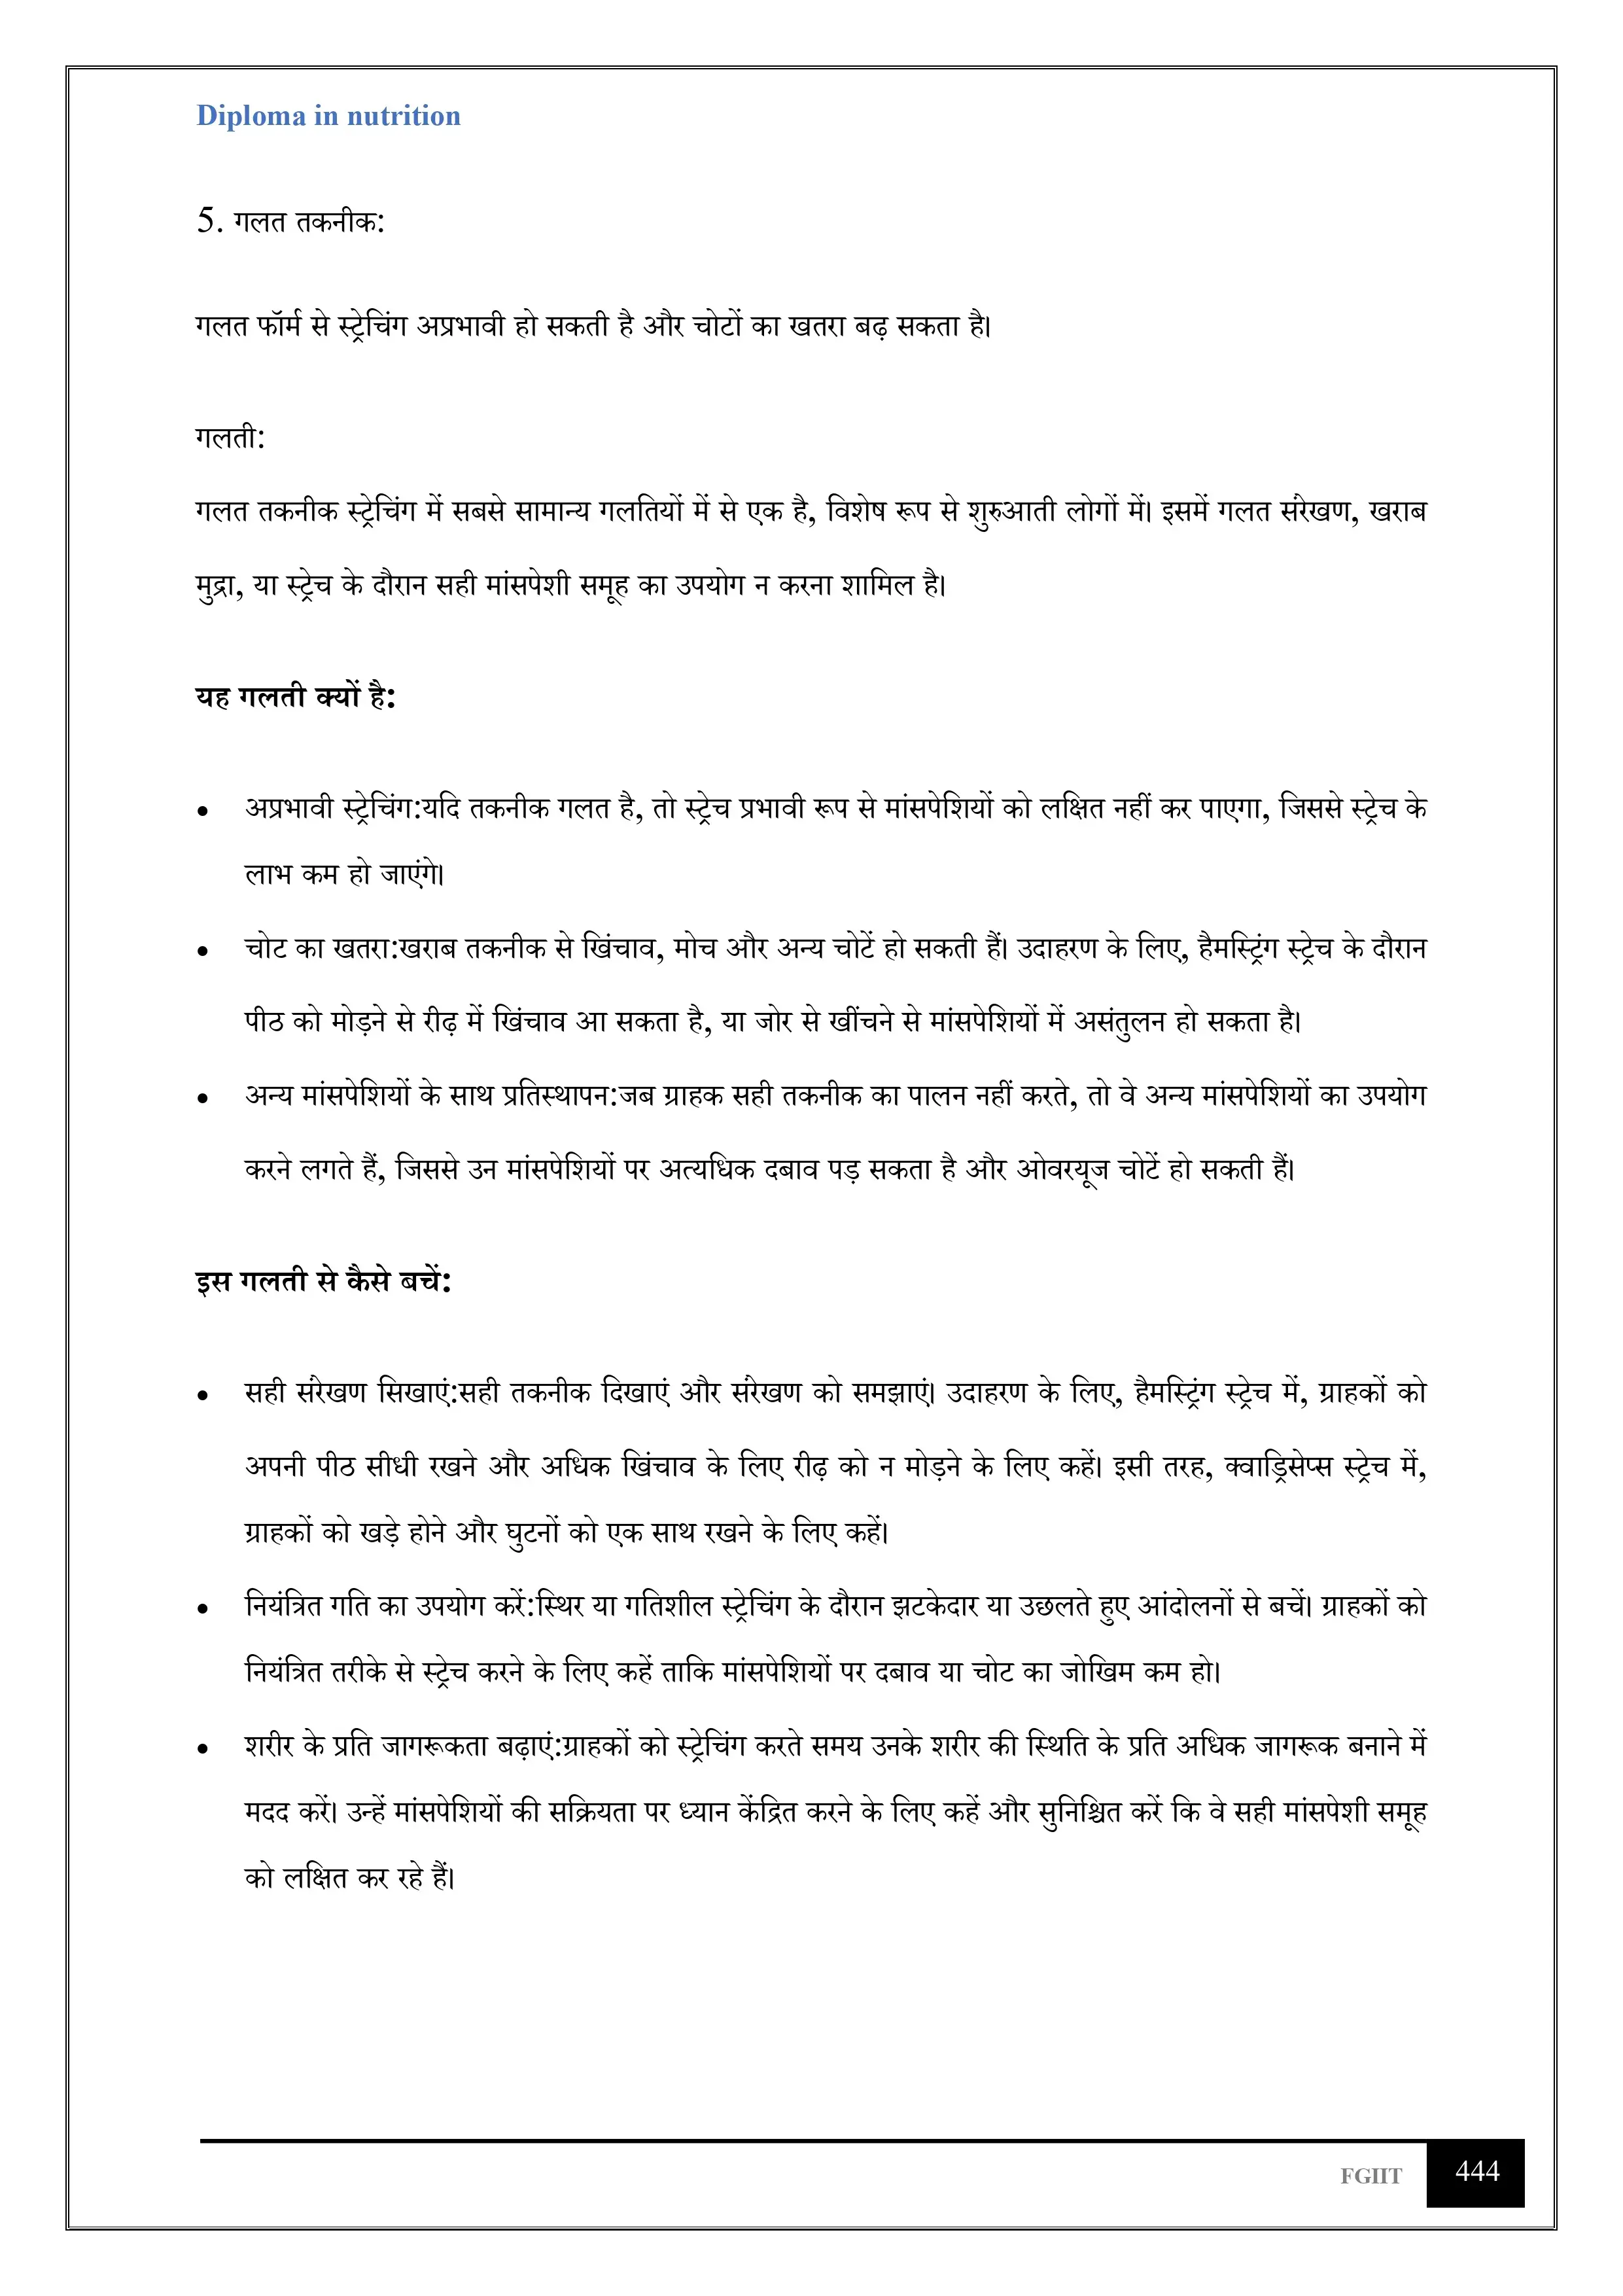 Diploma in nutrition
5. गलत तकनीक:
गलत फॉर्म से स्ट्रेचिंग अप्रभावी हो सकती है और चोटों का खतरा बढ़ सकता है।
गलती:
गलत तकनीक स्ट्रेचिंग में सबसे सामान्य गलतियों में से एक है, विशेष रूप से शुरुआती लोगों में। इसमें गलत संरेखण, खराब
मुद्रा, या स्ट्रेच के दौरान सही मांसपेशी समूह का उपयोग न करना शामिल है।
यह गलती क्यों है:
• अप्रभावी स्ट्रेचिंग:यदि तकनीक गलत है, तो स्ट्रेच प्रभावी रूप से मांसपेशियों को लक्षित नहीं कर पाएगा, जिससे स्ट्रेच के
लाभ कम हो जाएंगे।
• चोट का खतरा:खराब तकनीक से खिंचाव, मोच और अन्य चोटें हो सकती हैं। उदाहरण के लिए, हैमस्ट्रिंग स्ट्रेच के दौरान
पीठ को मोड़ने से रीढ़ में खिंचाव आ सकता है, या जोर से खींचने से मांसपेशियों में असंतुलन हो सकता है।
• अन्य मांसपेशियों के साथ प्रतिस्थापन:जब ग्राहक सही तकनीक का पालन नहीं करते, तो वे अन्य मांसपेशियों का उपयोग
करने लगते हैं, जिससे उन मांसपेशियों पर अत्यधिक दबाव पड़ सकता है और ओवरयूज चोटें हो सकती हैं।
इस गलती से कैसे बचें:
• सही संरेखण सिखाएं:सही तकनीक दिखाएं और संरेखण को समझाएं। उदाहरण के लिए, हैमस्ट्रिंग स्ट्रेच में, ग्राहकों को
अपनी पीठ सीधी रखने और अधिक खिंचाव के लिए रीढ़ को न मोड़ने के लिए कहें। इसी तरह, क्वाड्रिसेप्स स्ट्रेच में,
ग्राहकों को खड़े होने और घुटनों को एक साथ रखने के लिए कहें।
• नियंत्रित गति का उपयोग करें:स्थिर या गतिशील स्ट्रेचिंग के दौरान झटकेदार या उछलते हुए आंदोलनों से बचें। ग्राहकों को
नियंत्रित तरीके से स्ट्रेच करने के लिए कहें ताकि मांसपेशियों पर दबाव या चोट का जोखिम कम हो।
• शरीर के प्रति जागरूकता बढ़ाएं:ग्राहकों को स्ट्रेचिंग करते समय उनके शरीर की स्थिति के प्रति अधिक जागरूक बनाने में
मदद करें। उन्हें मांसपेशियों की सक्रियता पर ध्यान केंद्रित करने के लिए कहें और सुनिश्चित करें कि वे सही मांसपेशी समूह
को लक्षित कर रहे हैं।
FGIIT 444